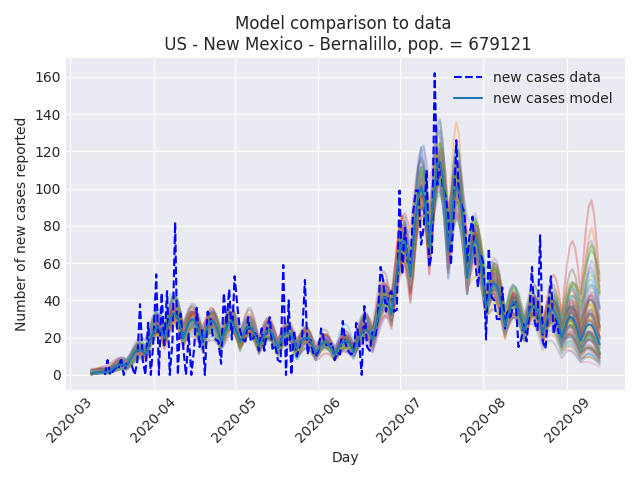 Model comparison to data
US - New Mexico - Bernalillo, pop. = 679121
new cases data
new cases model
Number of new cases reported
160
140
120
100
80
60
40
20
0
2020-03
2020-04
2020-05
2020-06
2020-07
2020-08
2020-09
Day